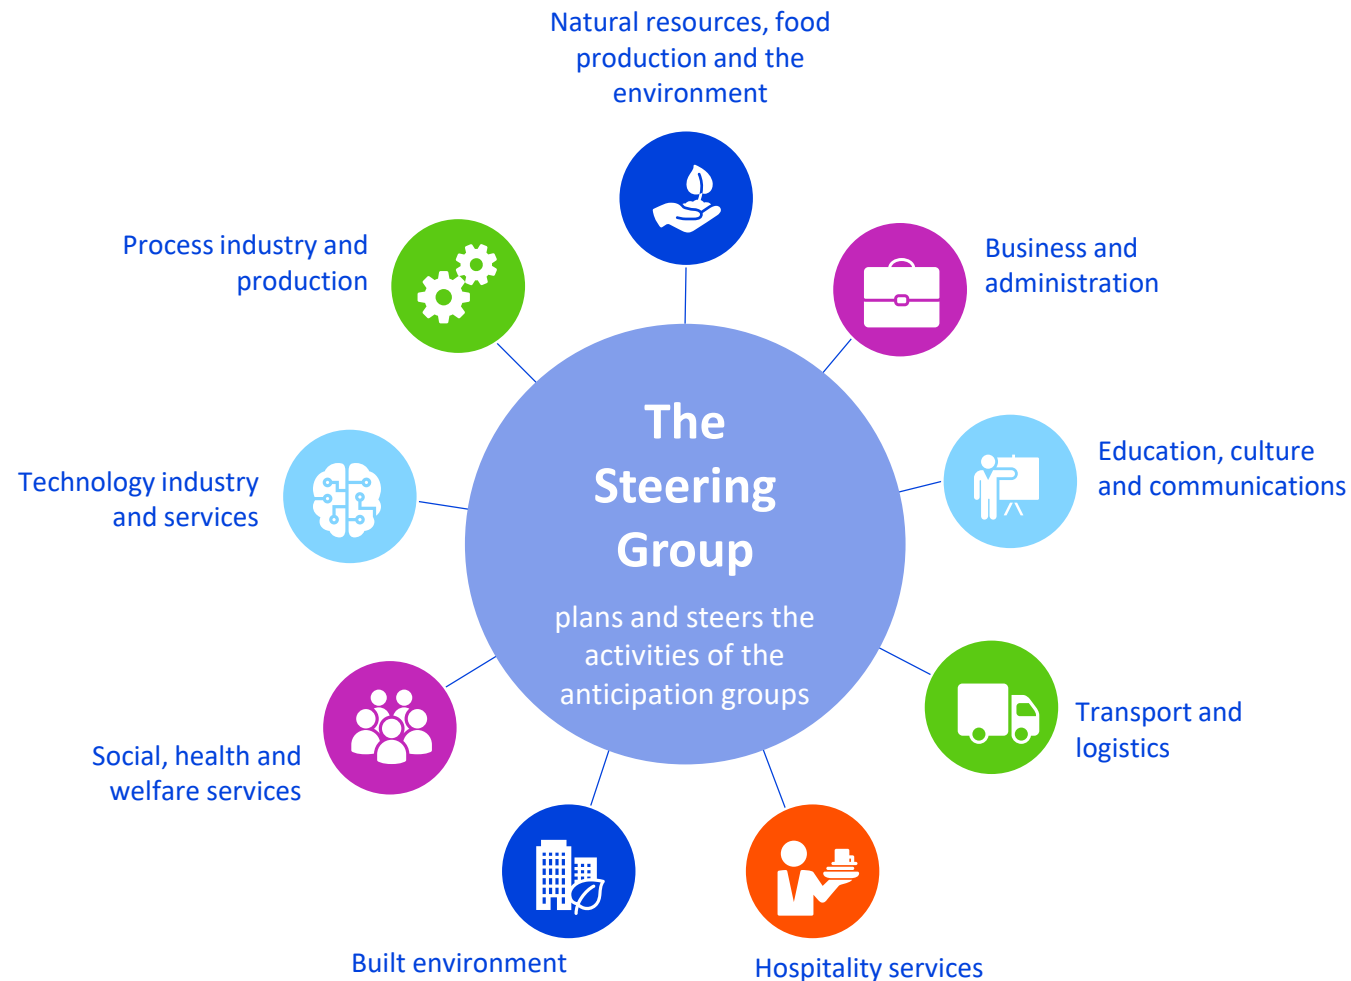 Natural resources, food
production and the
environment
Business and
administration
Education, culture
and communications
Transport and
logistics
Hospitality services
Built environment
Social, health and
welfare services
Technology industry
and services
Process industry and
production
The
Steering
Group
plans and steers the
activities of the
anticipation groups